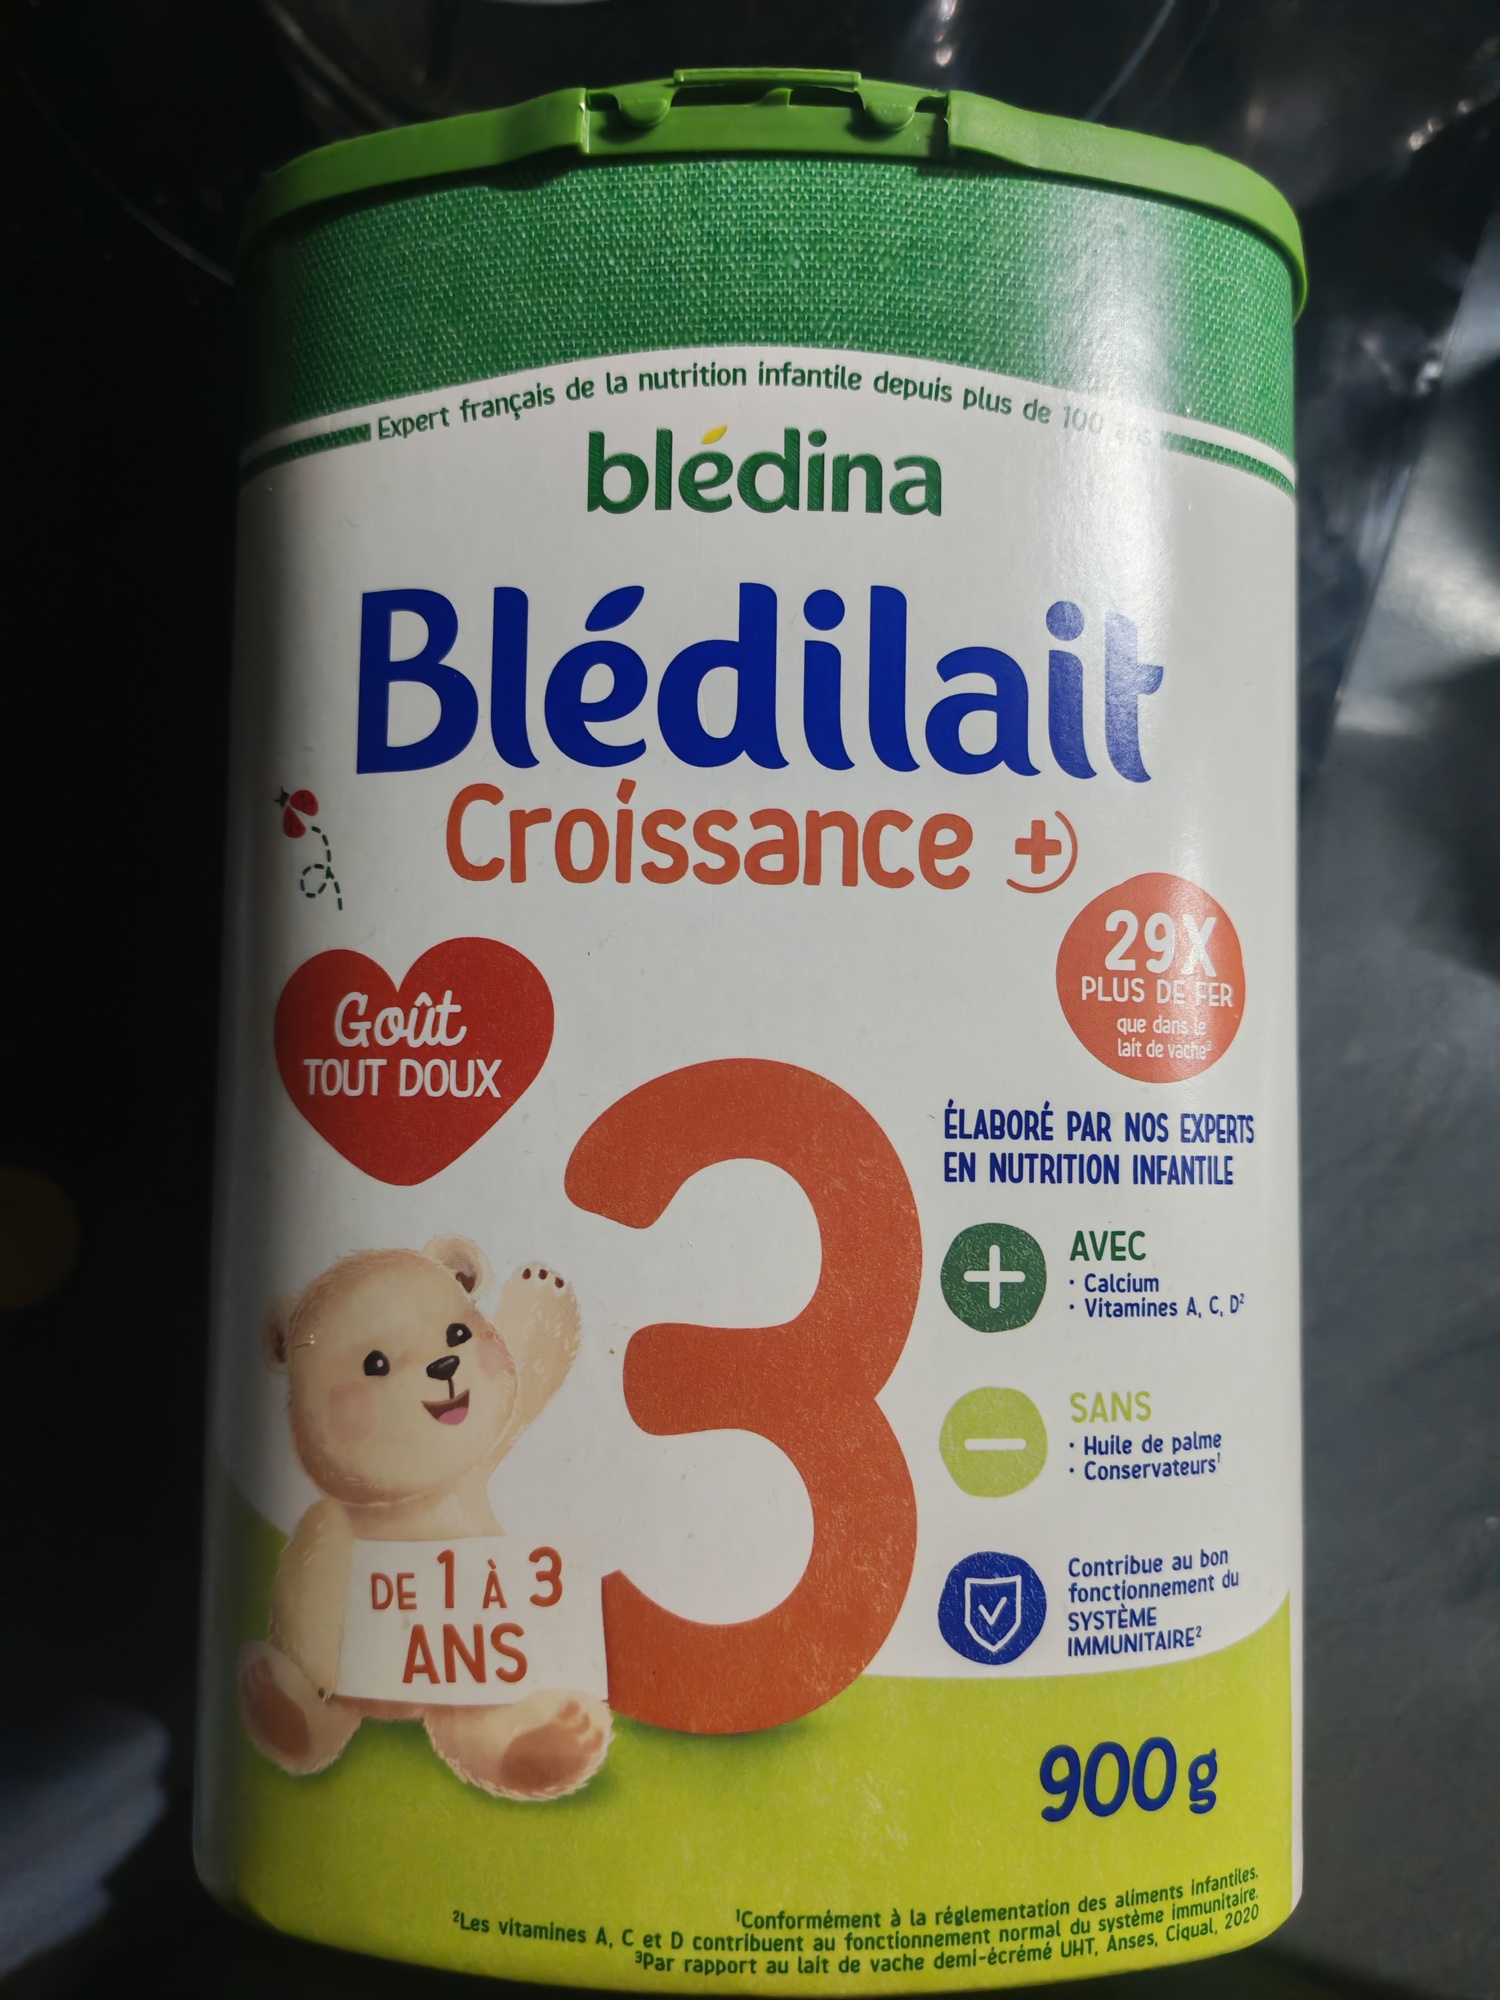 Expert français de la nutrition infantile depuis plus de 100 ans
blédina
Blédilait
Croissance +
29X
PLUS DE FER
que dans le
lait de vache³
Goût
TOUT DOUX
3
ÉLABORÉ PAR NOS EXPERTS
EN NUTRITION INFANTILE
+
AVEC
• Calcium
• Vitamines A, C, D²
SANS
• Huile de palme
• Conservateurs¹
DE 1 À 3
ANS
Contribue au bon
fonctionnement du
SYSTÈME
IMMUNITAIRE²
900 g
¹Conformément à la réglementation des aliments infantiles.
²Les vitamines A, C et D contribuent au fonctionnement normal du système immunitaire.
³Par rapport au lait de vache demi-écrémé UHT, Anses, Ciqual, 2020